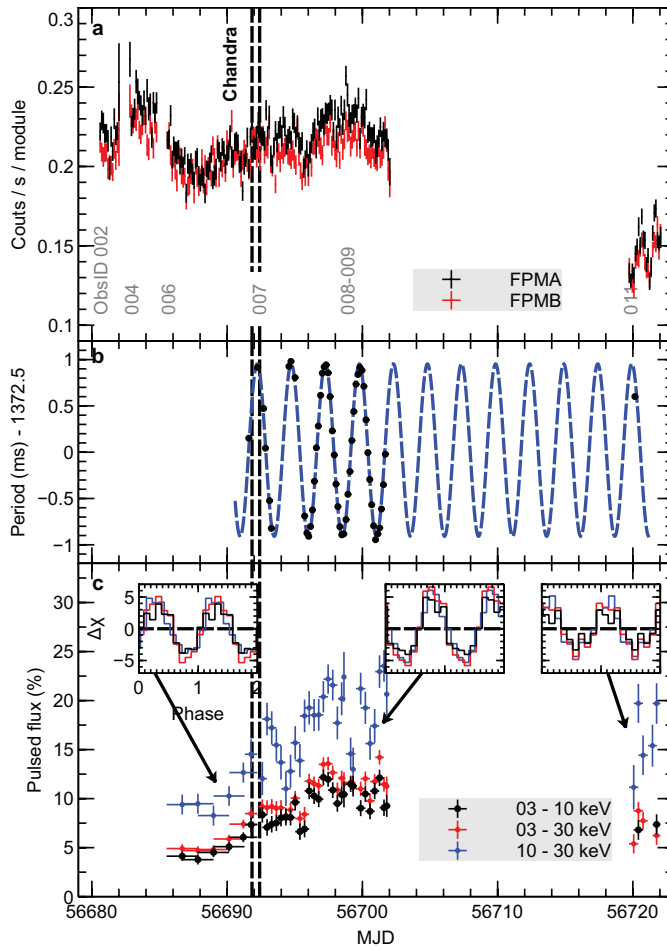 a
0.25
0.2
0.15
0.1
Couts / s / module
Chandra
ObsID 002
004
006
007
008-009
011
FPMA
FPMB
b
1
0.5
0
−0.5
−1
Period (ms) - 1372.5
c
30
25
20
15
10
5
0
Pulsed flux (%)
5
0
−5
Δχ
0
1
2
Phase
03 - 10 keV
03 - 30 keV
10 - 30 keV
56680
56690
56700
56710
56720
MJD